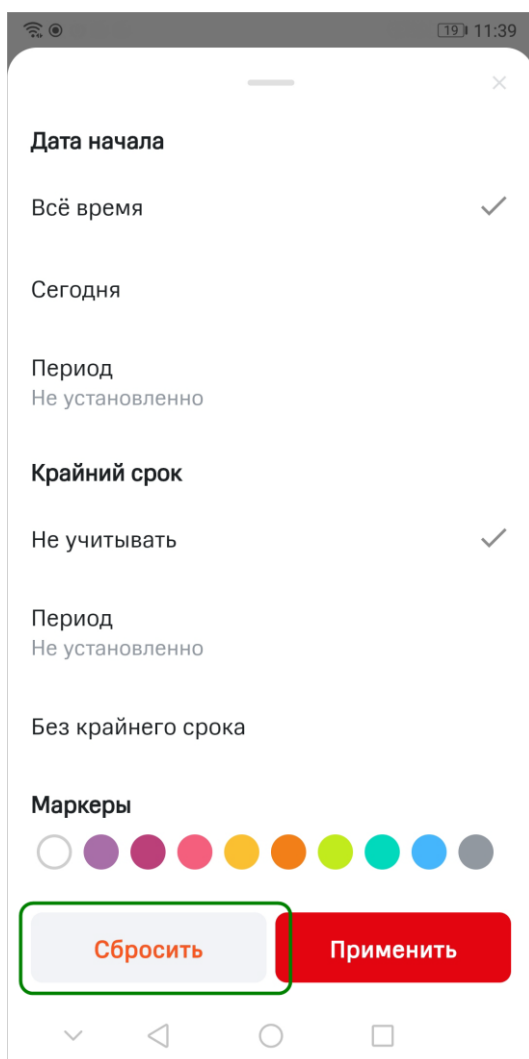 19 11:39
Дата начала
Всё время
Сегодня
Период
Не установленно
Крайний срок
Не учитывать
Период
Не установленно
Без крайнего срока
Маркеры
Сбросить Применить